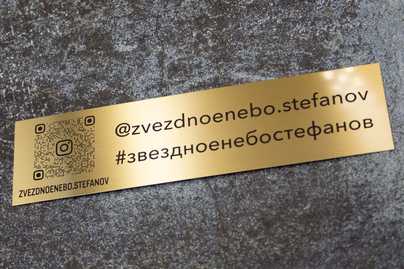 @zvezdnoenebo.stefanov
#звездноенебостефанов
ZVEZDNOENEBO.STEFANOV